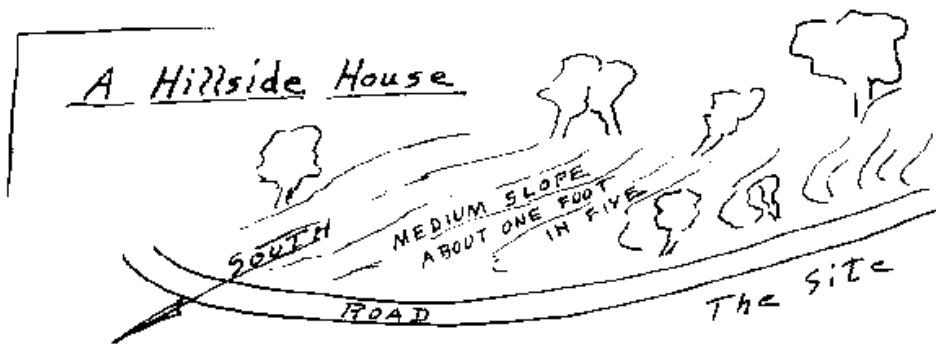 A Hillside House
SOUTH
MEDIUM SLOPE
ABOUT ONE FOOT
IN FIVE
ROAD
The Site